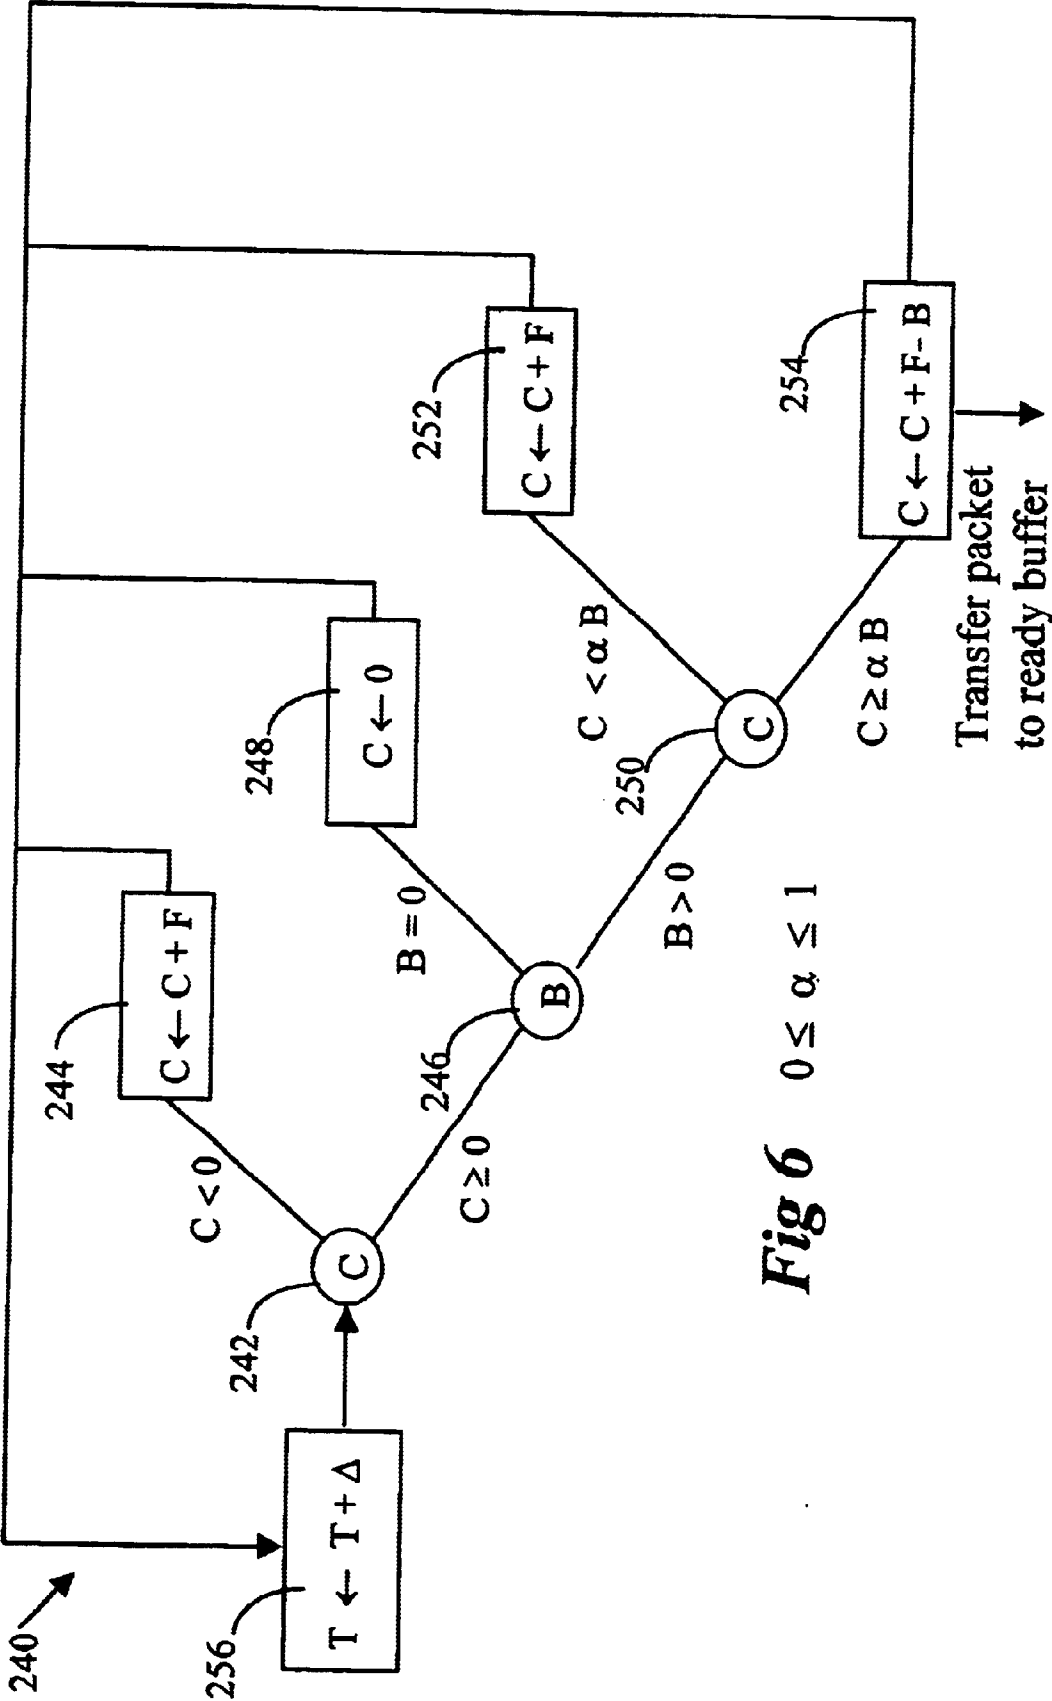 240
256
T ← T + Δ
242
C
C < 0
244
C ← C + F
C ≥ 0
246
B
B = 0
248
C ← 0
B > 0
250
C
C < α B
252
C ← C + F
C ≥ α B
254
C ← C + F - B
Transfer packet
to ready buffer
Fig 6
0 ≤ α ≤ 1